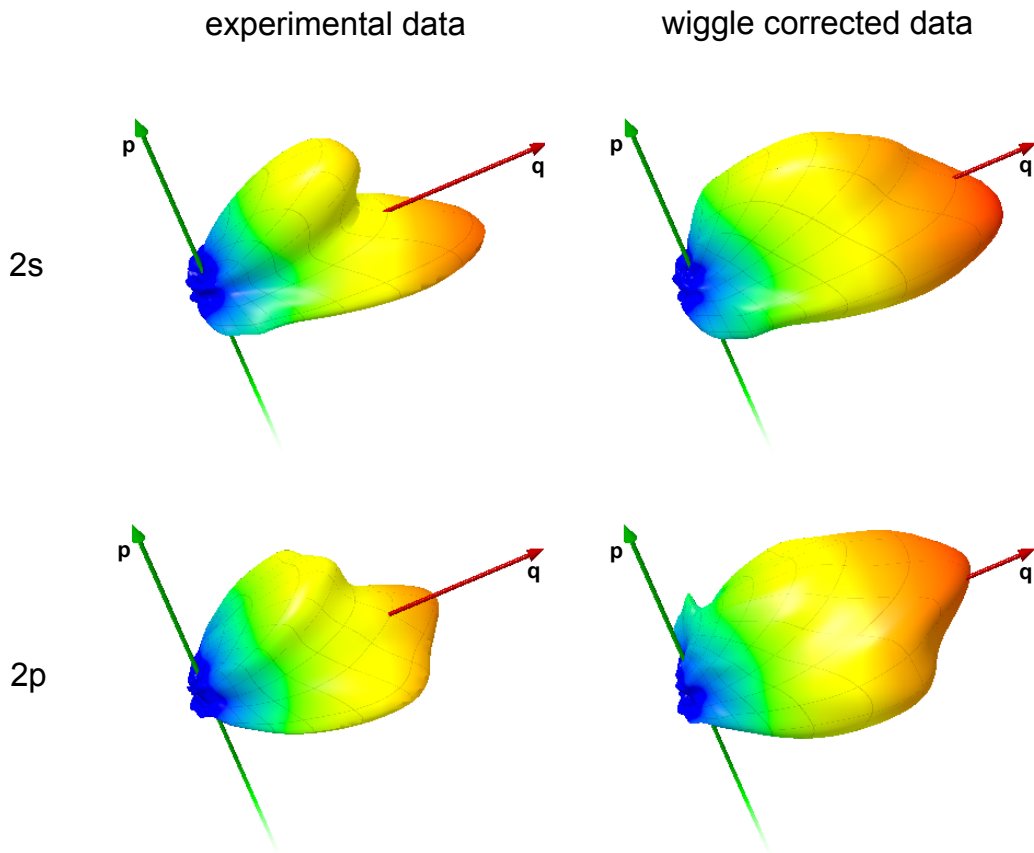 experimental data
wiggle corrected data
p
q
p
q
2s
p
q
p
q
2p